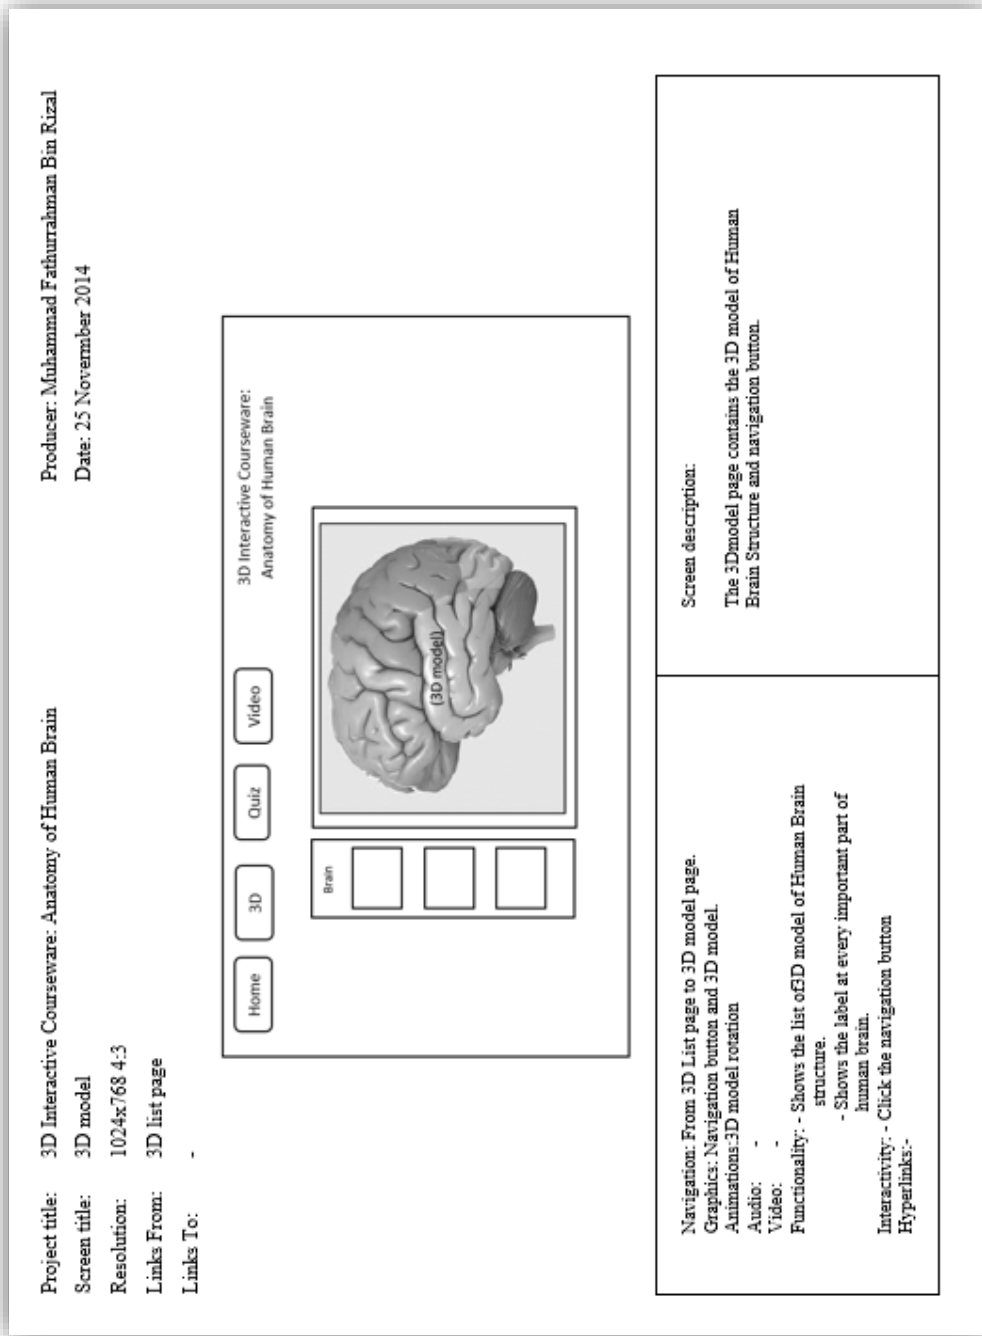 Project title: 3D Interactive Courseware: Anatomy of Human Brain
Producer: Muhammad Fathurrahman Bin Rizal
Screen title: 3D model
Date: 25 Novermber 2014
Resolution: 1024x768 4:3
Links From: 3D list page
Links To: -
Home
3D
Quiz
Video
3D Interactive Courseware:
Anatomy of Human Brain
Brain
(3D model)
Navigation: From 3D List page to 3D model page.
Graphics: Navigation button and 3D model.
Animations:3D model rotation
Audio: -
Video: -
Functionality: - Shows the list of3D model of Human Brain
structure.
- Shows the label at every important part of
human brain.
Interactivity: - Click the navigation button
Hyperlinks:-
Screen description:
The 3Dmodel page contains the 3D model of Human
Brain Structure and navigation button.